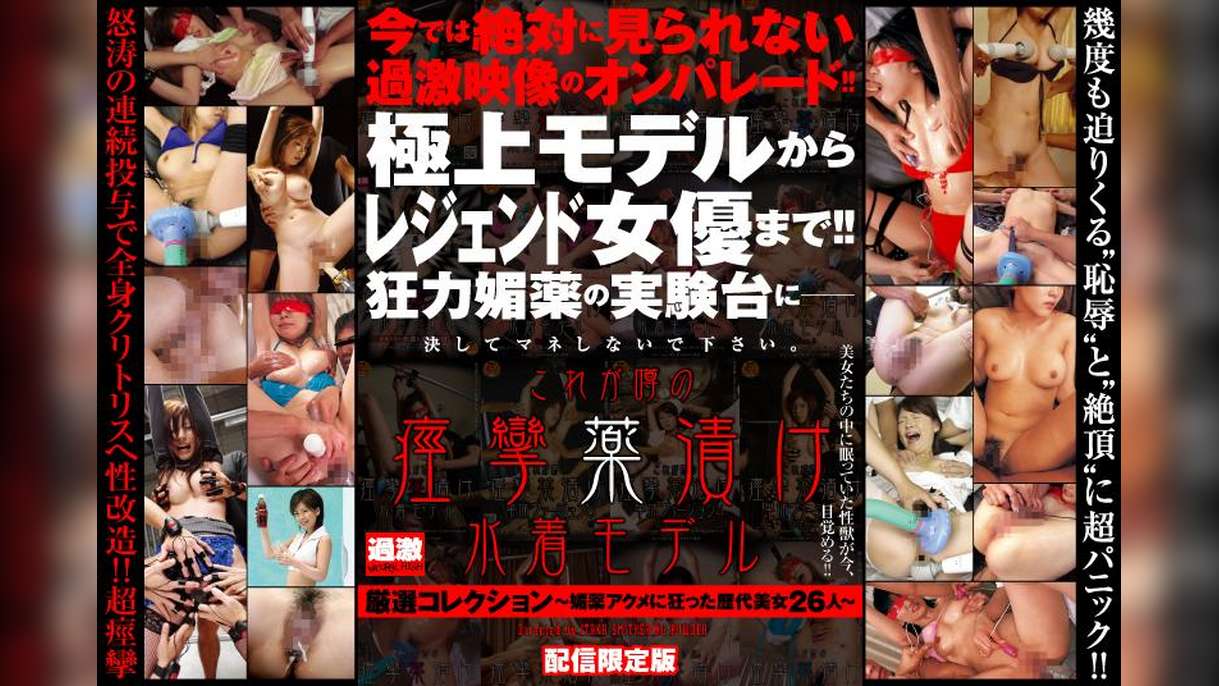 怒涛の連続投与で全身クリトリスへ性改造!!超痙攣
今では絶対に見られない
過激映像のオンパレード!!
極上モデルから
レジェンド女優まで!!
狂力媚薬の実験台に――
決してマネしないで下さい。
これが噂の
痙攣薬漬け
水着モデル
過激
美女たちの中に眠っていた性獣が今、
目覚める!!
厳選コレクション～媚薬アクメに狂った歴代美女26人～
配信限定版
幾度も迫りくる”恥辱“と”絶頂“に超パニック!!